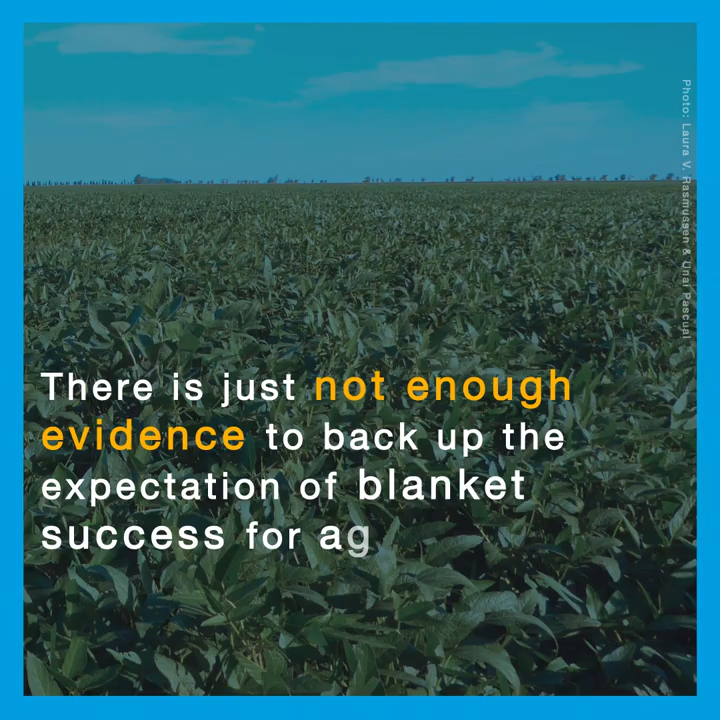 There is just not enough
evidence to back up the
expectation of blanket
success for ag
Photo: Laura V. Rasmussen & Unai Pascual